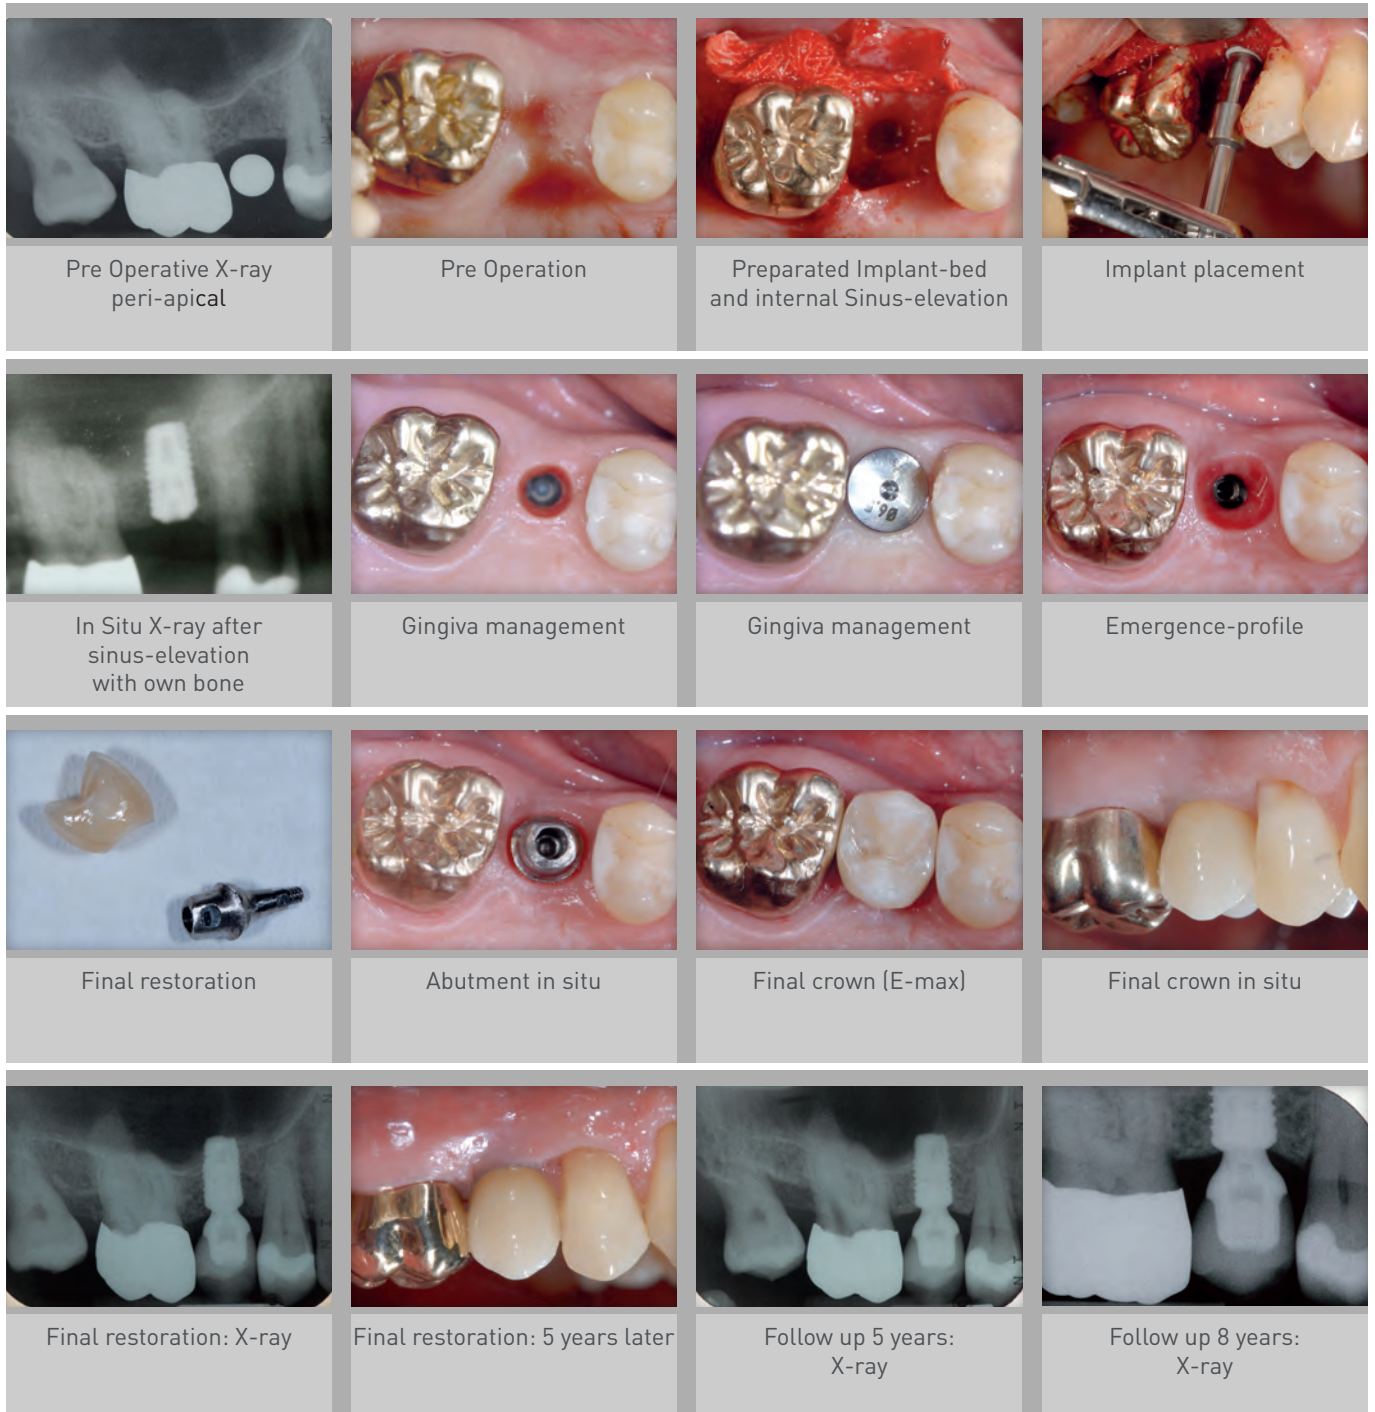 Pre Operative X-ray
peri-apical
Pre Operation
Preparated Implant-bed
and internal Sinus-elevation
Implant placement
In Situ X-ray after
sinus-elevation
with own bone
Gingiva management
Gingiva management
Emergence-profile
Final restoration
Abutment in situ
Final crown (E-max)
Final crown in situ
Final restoration: X-ray
Final restoration: 5 years later
Follow up 5 years:
X-ray
Follow up 8 years:
X-ray